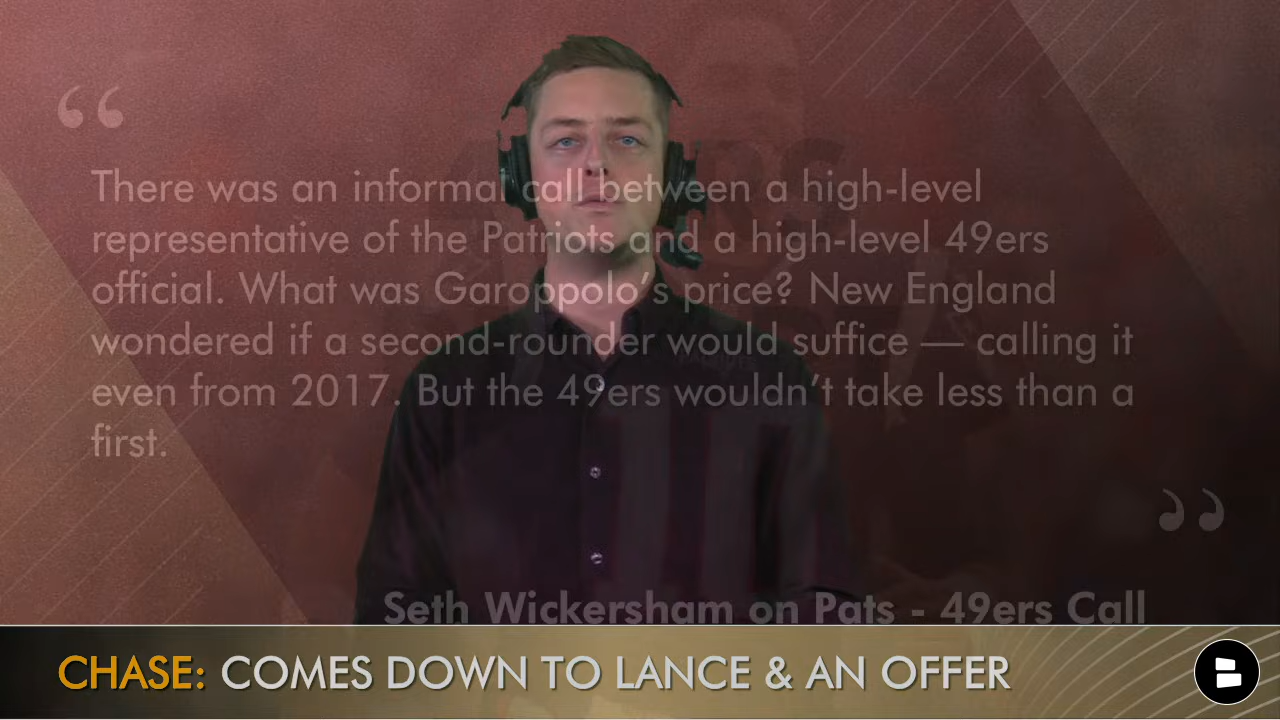 “
There was an informal call between a high-level
representative of the Patriots and a high-level 49ers
official. What was Garoppolo’s price? New England
wondered if a second-rounder would suffice — calling it
even from 2017. But the 49ers wouldn’t take less than a
first.
”
Seth Wickersham on Pats - 49ers Call
CHASE: COMES DOWN TO LANCE & AN OFFER